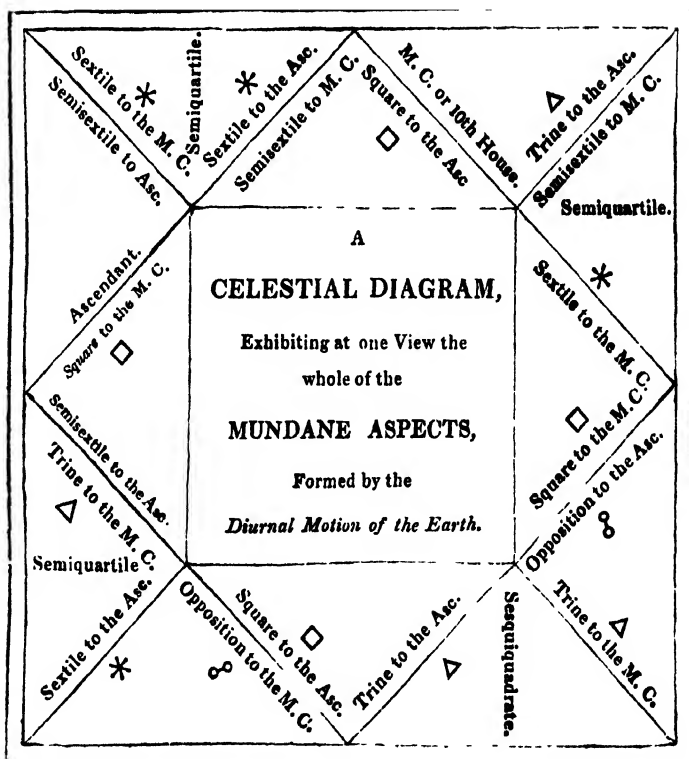 Sextile to the M. C.
Semisextile to Asc.
Semiquartile.
Sextile to the Asc.
Semisextile to M. C.
M. C. or 10th House.
Square to the Asc
Trine to the Asc.
Semisextile to M. C.
Semiquartile.
Sextile to the M. C
Ascendant.
Square to the M. C.
A
CELESTIAL DIAGRAM,
Exhibiting at one View the
whole of the
MUNDANE ASPECTS,
Formed by the
Diurnal Motion of the Earth.
Square to the M. C.
Opposition to the Asc.
Semisextile to the Asc.
Trine to the M. C.
Semiquartile
Sextile to the Asc.
Opposition to the M. C.
Square to the Asc.
Trine to the Asc.
Sesquiquadrate.
Trine to the M. C.